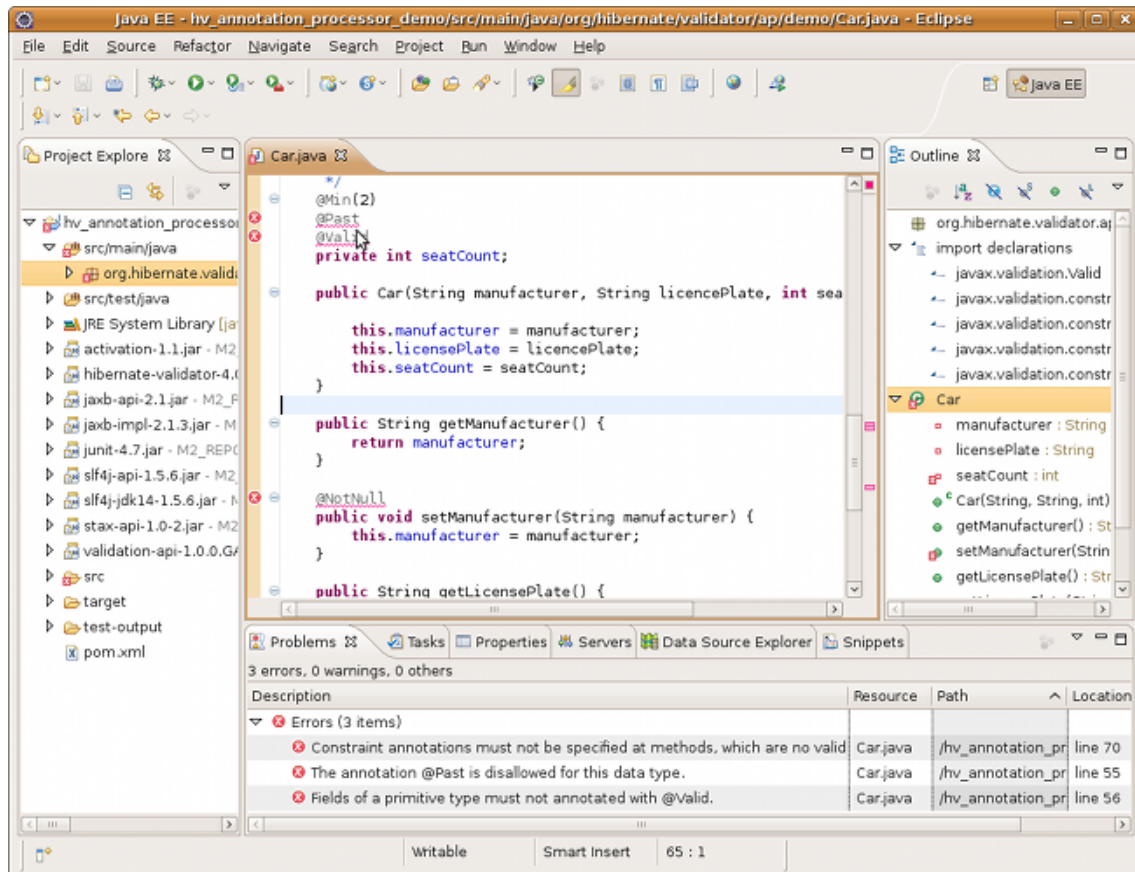 Java EE - hv_annotation_processor_demo/src/main/java/org/hibernate/validator/ap/demo/Car.java - Eclipse
File Edit Source Refactor Navigate Search Project Run Window Help
Java EE
Project Explore
hv_annotation_processor
src/main/java
org.hibernate.valida
src/test/java
JRE System Library [ja
activation-1.1.jar - M2_
hibernate-validator-4.0
jaxb-api-2.1.jar - M2_R
jaxb-impl-2.1.3.jar - M
junit-4.7.jar - M2_REPO
slf4j-api-1.5.6.jar - M2_
slf4j-jdk14-1.5.6.jar - M
stax-api-1.0-2.jar - M2
validation-api-1.0.0.GA
src
target
test-output
pom.xml
Car.java
*/
@Min(2)
@Past
@Valid
private int seatCount;
public Car(String manufacturer, String licencePlate, int sea
this.manufacturer = manufacturer;
this.licensePlate = licencePlate;
this.seatCount = seatCount;
}
public String getManufacturer() {
return manufacturer;
}
@NotNull
public void setManufacturer(String manufacturer) {
this.manufacturer = manufacturer;
}
public String getLicensePlate() {
Outline
org.hibernate.validator.ap
import declarations
javax.validation.Valid
javax.validation.constr
javax.validation.constr
javax.validation.constr
javax.validation.constr
Car
manufacturer : String
licensePlate : String
seatCount : int
Car(String, String, int)
getManufacturer() : St
setManufacturer(Strin
getLicensePlate() : Str
Problems Tasks Properties Servers Data Source Explorer Snippets
3 errors, 0 warnings, 0 others
Description Resource Path Location
Errors (3 items)
Constraint annotations must not be specified at methods, which are no valid Car.java /hv_annotation_pr line 70
The annotation @Past is disallowed for this data type. Car.java /hv_annotation_pr line 55
Fields of a primitive type must not annotated with @Valid. Car.java /hv_annotation_pr line 56
Writable Smart Insert 65 : 1